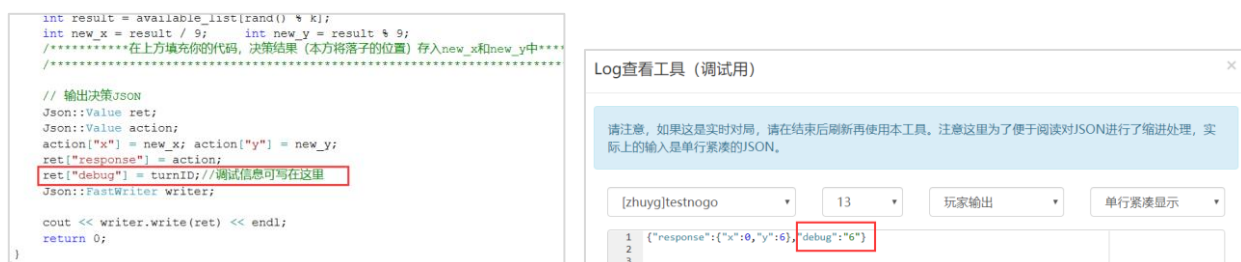 int result = available_list[rand() % k];
int new_x = result / 9;    int new_y = result % 9;
/***********在上方填充你的代码，决策结果（本方将落子的位置）存入new_x和new_y中****
/***********************************************************************
// 输出决策JSON
Json::Value ret;
Json::Value action;
action["x"] = new_x; action["y"] = new_y;
ret["response"] = action;
ret["debug"] = turnID;//调试信息可写在这里
Json::FastWriter writer;
cout << writer.write(ret) << endl;
return 0;
}
Log查看工具（调试用）
×
请注意，如果这是实时对局，请在结束后刷新再使用本工具。注意这里为了便于阅读对JSON进行了缩进处理，实
际上的输入是单行紧凑的JSON。
[zhuyg]testnogo
13
玩家输出
单行紧凑显示
1 {"response":{"x":0,"y":6},"debug":"6"}
2
3